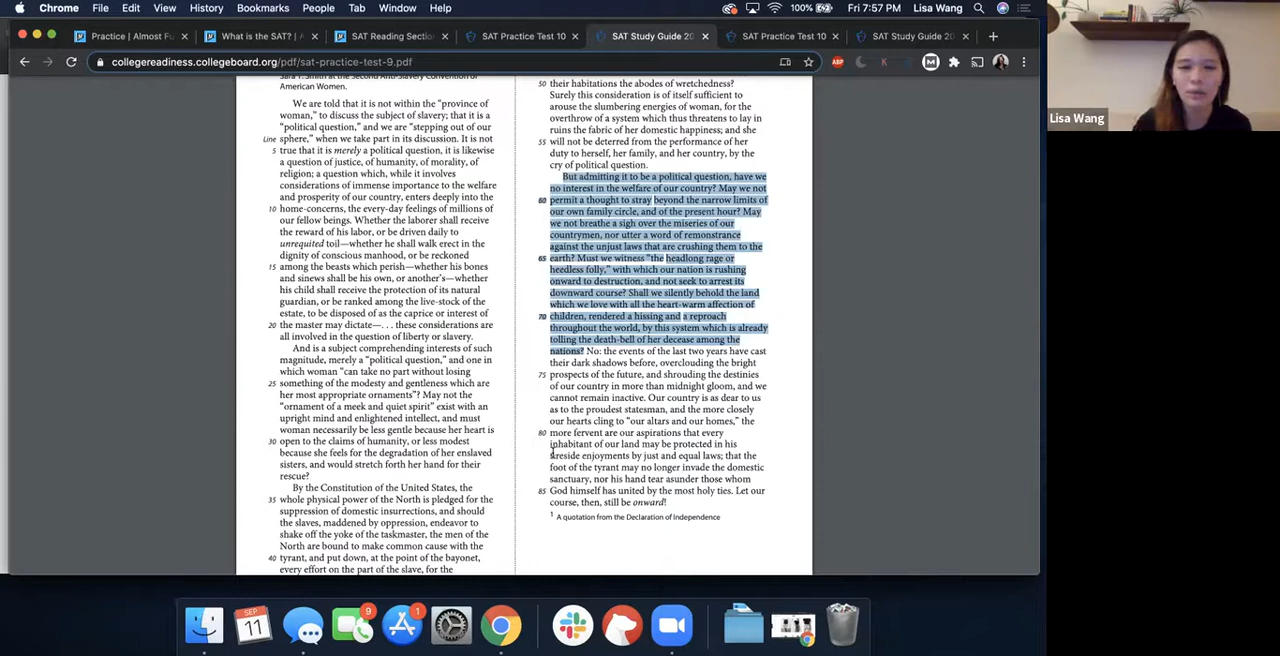 Chrome File Edit View History Bookmarks People Tab Window Help
100% Fri 7:57 PM Lisa Wang
Practice | Almost Fu
What is the SAT? | A
SAT Reading Sectio
SAT Practice Test 10
SAT Study Guide 20
SAT Practice Test 10
SAT Study Guide 20
collegereadiness.collegeboard.org/pdf/sat-practice-test-9.pdf
ABP
K
M
Lisa Wang
Sara T. Smith at the Second Anti-Slavery Convention of
American Women.
We are told that it is not within the “province of
woman,” to discuss the subject of slavery; that it is a
“political question,” and we are “stepping out of our
Line sphere,” when we take part in its discussion. It is not
5 true that it is merely a political question, it is likewise
a question of justice, of humanity, of morality, of
religion; a question which, while it involves
considerations of immense importance to the welfare
and prosperity of our country, enters deeply into the
10 home-concerns, the every-day feelings of millions of
our fellow beings. Whether the laborer shall receive
the reward of his labor, or be driven daily to
unrequited toil—whether he shall walk erect in the
dignity of conscious manhood, or be reckoned
15 among the beasts which perish—whether his bones
and sinews shall be his own, or another’s—whether
his child shall receive the protection of its natural
guardian, or be ranked among the live-stock of the
estate, to be disposed of as the caprice or interest of
20 the master may dictate—. . . these considerations are
all involved in the question of liberty or slavery.
And is a subject comprehending interests of such
magnitude, merely a “political question,” and one in
which woman “can take no part without losing
25 something of the modesty and gentleness which are
her most appropriate ornaments”? May not the
“ornament of a meek and quiet spirit” exist with an
upright mind and enlightened intellect, and must
woman necessarily be less gentle because her heart is
30 open to the claims of humanity, or less modest
because she feels for the degradation of her enslaved
sisters, and would stretch forth her hand for their
rescue?
By the Constitution of the United States, the
35 whole physical power of the North is pledged for the
suppression of domestic insurrections, and should
the slaves, maddened by oppression, endeavor to
shake off the yoke of the taskmaster, the men of the
North are bound to make common cause with the
40 tyrant, and put down, at the point of the bayonet,
every effort on the part of the slave, for the
50 their habitations the abodes of wretchedness?
Surely this consideration is of itself sufficient to
arouse the slumbering energies of woman, for the
overthrow of a system which thus threatens to lay in
ruins the fabric of her domestic happiness; and she
55 will not be deterred from the performance of her
duty to herself, her family, and her country, by the
cry of political question.
But admitting it to be a political question, have we
no interest in the welfare of our country? May we not
60 permit a thought to stray beyond the narrow limits of
our own family circle, and of the present hour? May
we not breathe a sigh over the miseries of our
countrymen, nor utter a word of remonstrance
against the unjust laws that are crushing them to the
65 earth? Must we witness “the headlong rage or
heedless folly,” with which our nation is rushing
onward to destruction, and not seek to arrest its
downward course? Shall we silently behold the land
which we love with all the heart-warm affection of
70 children, rendered a hissing and a reproach
throughout the world, by this system which is already
tolling the death-bell of her decease among the
nations? No: the events of the last two years have cast
their dark shadows before, overclouding the bright
75 prospects of the future, and shrouding the destinies
of our country in more than midnight gloom, and we
cannot remain inactive. Our country is as dear to us
as to the proudest statesman, and the more closely
our hearts cling to “our altars and our homes,” the
80 more fervent are our aspirations that every
inhabitant of our land may be protected in his
fireside enjoyments by just and equal laws; that the
foot of the tyrant may no longer invade the domestic
sanctuary, nor his hand tear asunder those whom
85 God himself has united by the most holy ties. Let our
course, then, still be onward!
1 A quotation from the Declaration of Independence
SEP
11
9
1